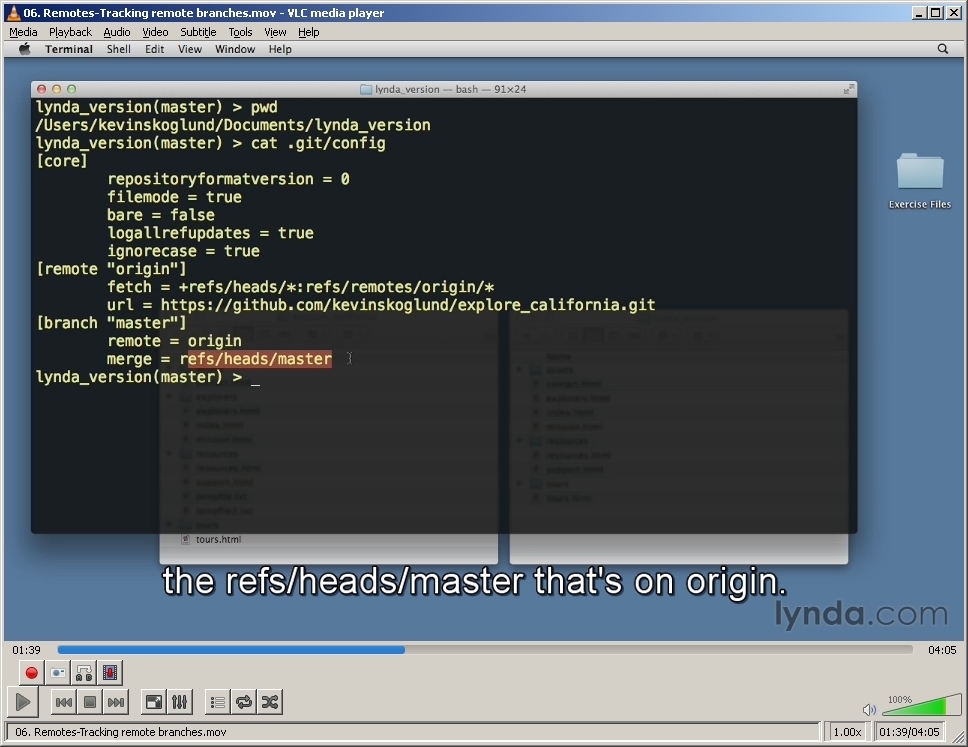 06. Remotes-Tracking remote branches.mov - VLC media player
Media Playback Audio Video Subtitle Tools View Help
Terminal Shell Edit View Window Help
lynda_version — bash — 91×24
lynda_version(master) > pwd
/Users/kevinskoglund/Documents/lynda_version
lynda_version(master) > cat .git/config
[core]
repositoryformatversion = 0
filemode = true
bare = false
logallrefupdates = true
ignorecase = true
[remote "origin"]
fetch = +refs/heads/*:refs/remotes/origin/*
url = https://github.com/kevinskoglund/explore_california.git
[branch "master"]
remote = origin
merge = refs/heads/master
lynda_version(master) > _
Exercise Files
tours.html
the refs/heads/master that's on origin.
lynda.com
01:39 04:05
100%
06. Remotes-Tracking remote branches.mov 1.00x 01:39/04:05